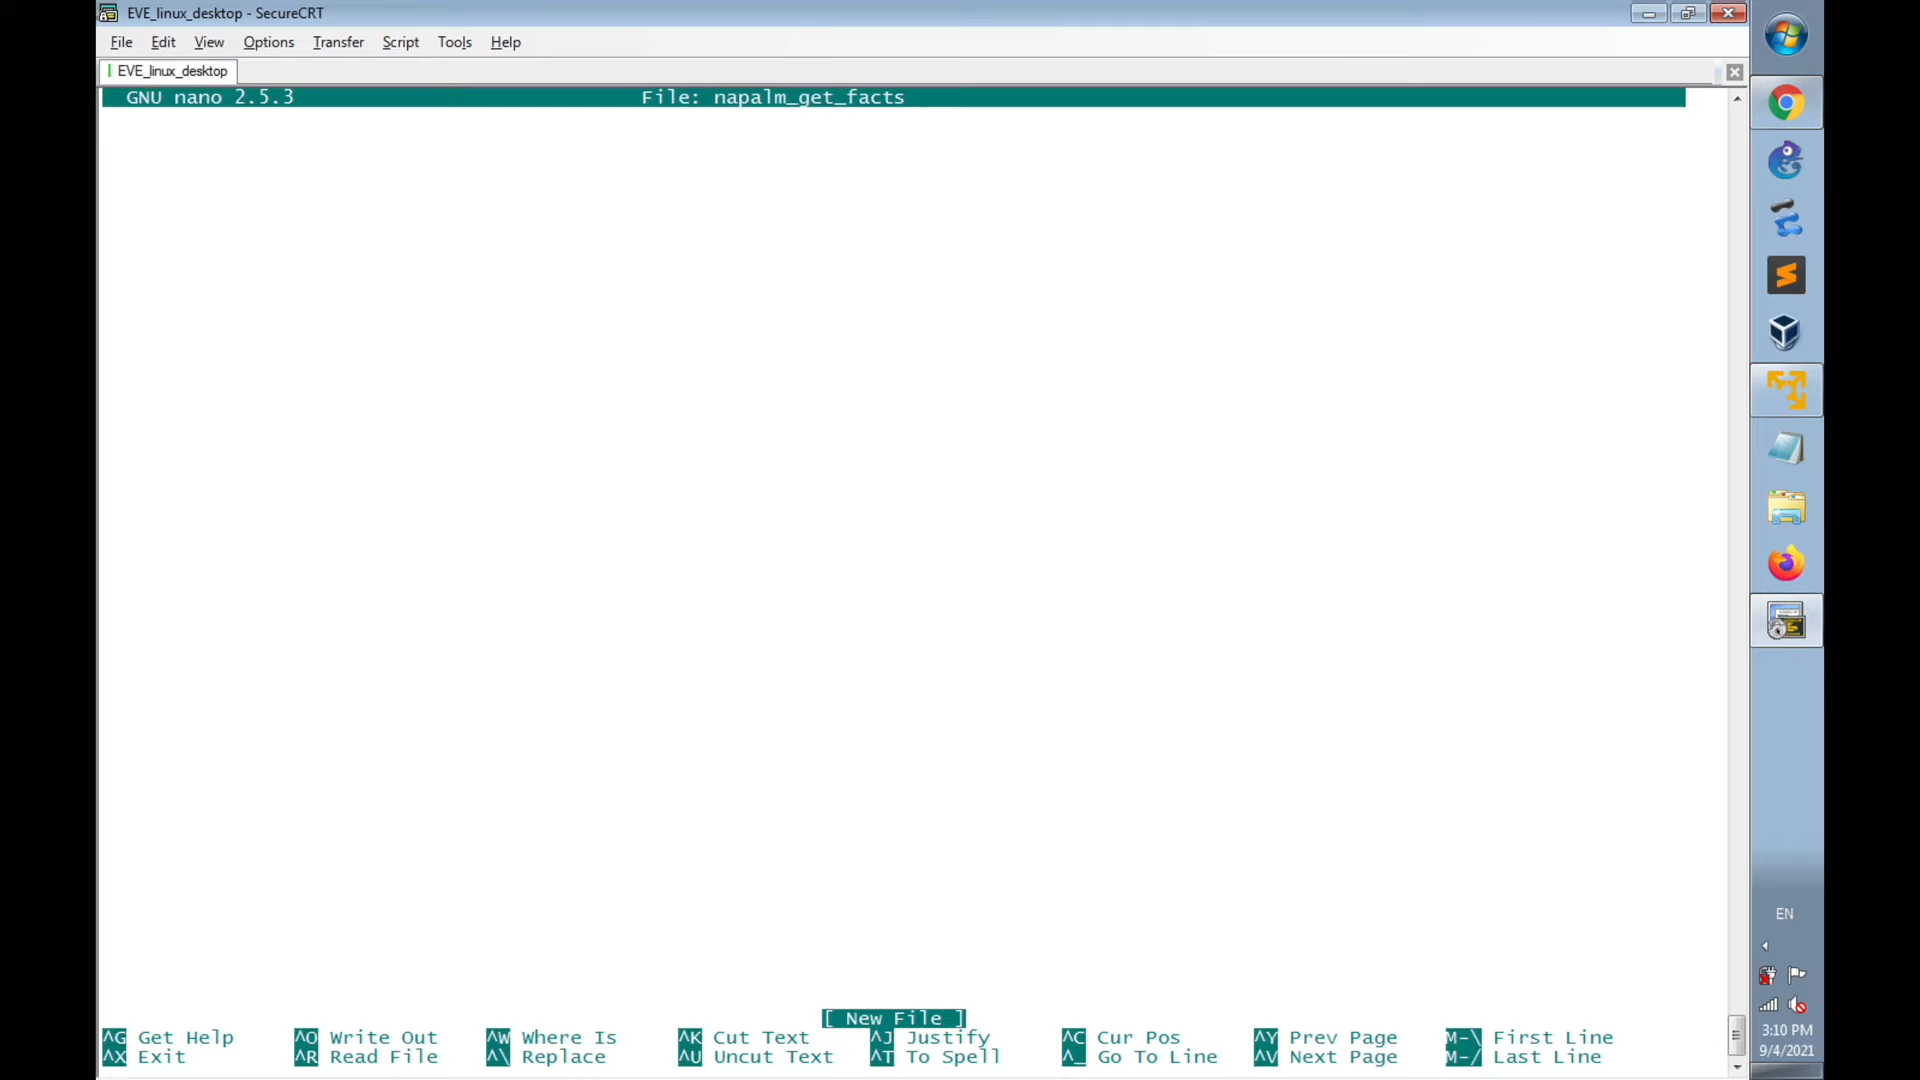 EVE_linux_desktop - SecureCRT
File Edit View Options Transfer Script Tools Help
EVE_linux_desktop
GNU nano 2.5.3 File: napalm_get_facts
[ New File ]
^G Get Help ^O Write Out ^W Where Is ^K Cut Text ^J Justify ^C Cur Pos ^Y Prev Page M-\ First Line
^X Exit ^R Read File ^\ Replace ^U Uncut Text ^T To Spell ^_ Go To Line ^V Next Page M-/ Last Line
EN
3:10 PM
9/4/2021